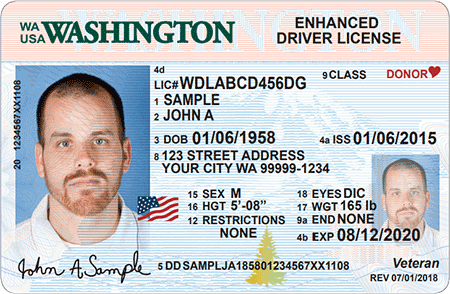 WA USA WASHINGTON
ENHANCED
DRIVER LICENSE
4d
LIC# WDLABCD456DG
9 CLASS
DONOR
1 SAMPLE
2 JOHN A
3 DOB 01/06/1958
4a ISS 01/06/2015
8 123 STREET ADDRESS
YOUR CITY WA 99999-1234
15 SEX M
18 EYES DIC
16 HGT 5'-08"
17 WGT 165 lb
12 RESTRICTIONS
NONE
9a END NONE
4b EXP 08/12/2020
John A. Sample
5 DD SAMPLJA185801234567XX1108
Veteran
REV 07/01/2018
20 1234567XX1108